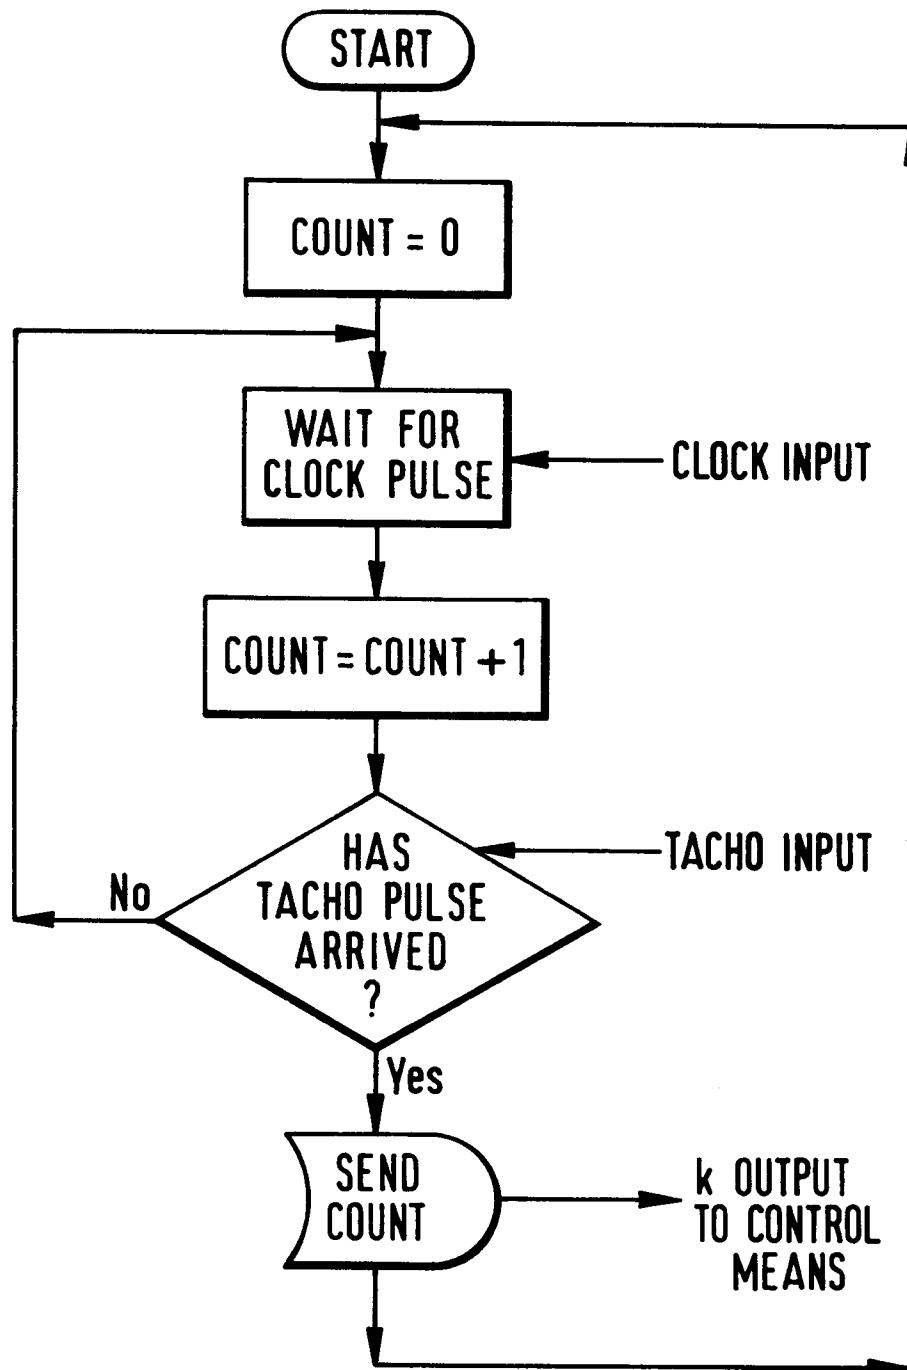 START
COUNT = 0
WAIT FOR
CLOCK PULSE
CLOCK INPUT
COUNT = COUNT + 1
HAS
TACHO PULSE
ARRIVED
?
TACHO INPUT
No
Yes
SEND
COUNT
k OUTPUT
TO CONTROL
MEANS